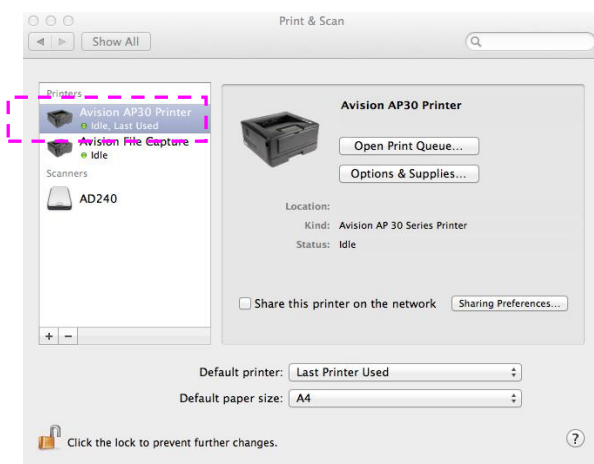 Print & Scan
Show All
Printers
Avision AP30 Printer
Idle, Last Used
Avision File Capture
Idle
Scanners
AD240
+ −
Avision AP30 Printer
Open Print Queue...
Options & Supplies...
Location:
Kind: Avision AP 30 Series Printer
Status: Idle
Share this printer on the network Sharing Preferences...
Default printer: Last Printer Used
Default paper size: A4
Click the lock to prevent further changes. ?